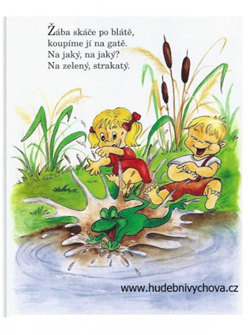 Žába skáče po blátě,
koupíme jí na gatě.
Na jaký, na jaký?
Na zelený, strakatý.
www.hudebnivychova.cz